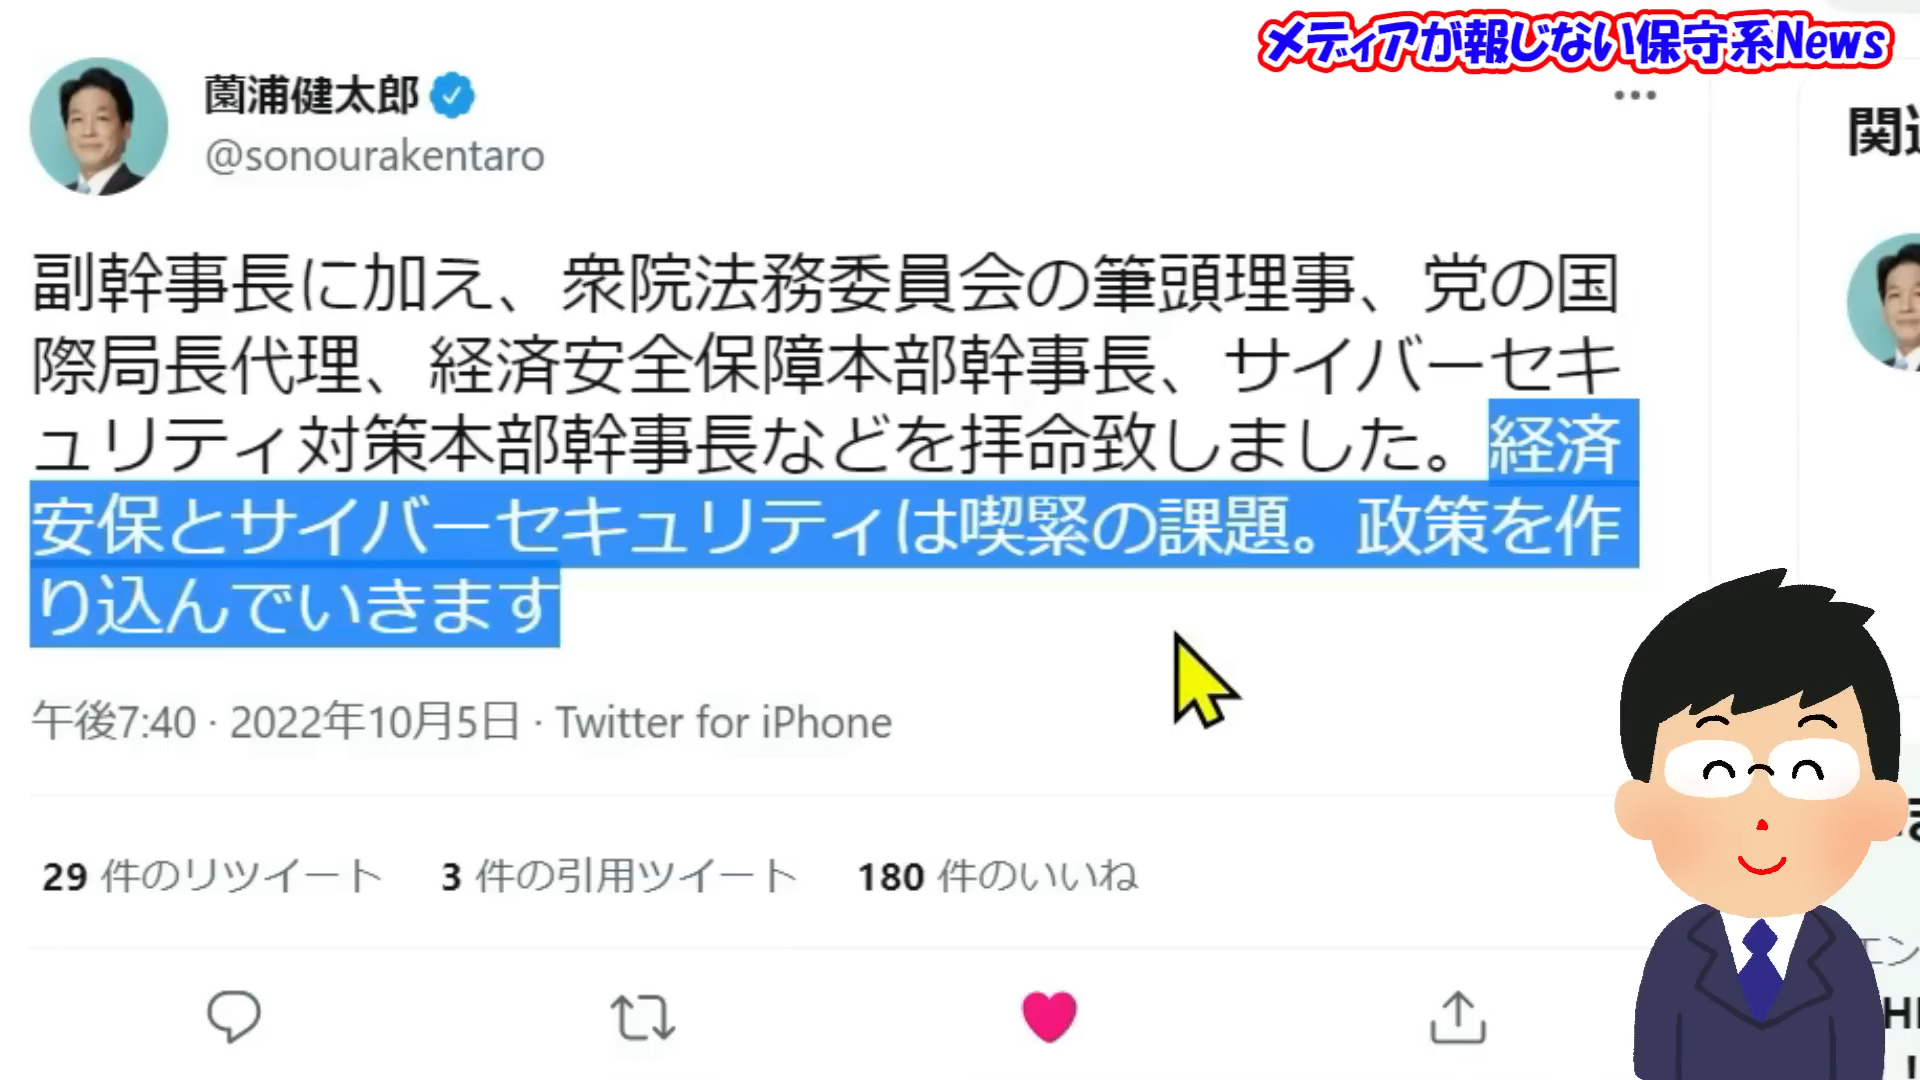 メディアが報じない保守系News
薗浦健太郎
@sonourakentaro
副幹事長に加え、衆院法務委員会の筆頭理事、党の国
際局長代理、経済安全保障本部幹事長、サイバーセキ
ュリティ対策本部幹事長などを拝命致しました。経済
安保とサイバーセキュリティは喫緊の課題。政策を作
り込んでいきます
午後7:40 · 2022年10月5日 · Twitter for iPhone
29 件のリツイート 3 件の引用ツイート 180 件のいいね
関
エン